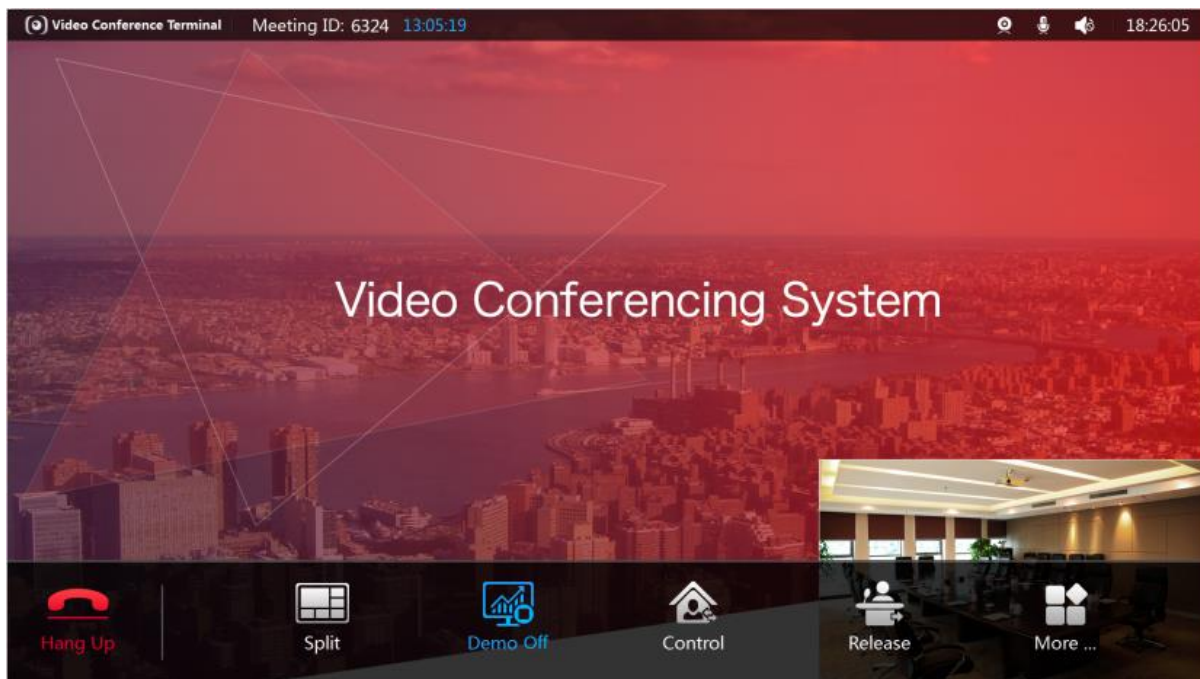 Video Conference Terminal Meeting ID: 6324 13:05:19 18:26:05
Video Conferencing System
Hang Up Split Demo Off Control Release More ...